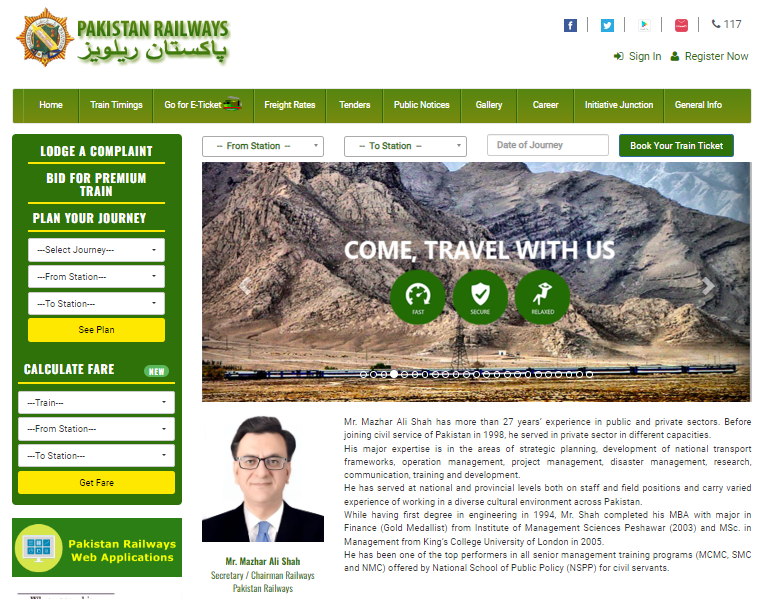 PAKISTAN RAILWAYS
پاکستان ریلویز
117
Sign In Register Now
Home Train Timings Go for E-Ticket Freight Rates Tenders Public Notices Gallery Career Initiative Junction General Info
LODGE A COMPLAINT
BID FOR PREMIUM
TRAIN
PLAN YOUR JOURNEY
---Select Journey---
---From Station---
---To Station---
See Plan
CALCULATE FARE NEW
---Train---
---From Station---
---To Station---
Get Fare
Pakistan Railways
Web Applications
-- From Station -- -- To Station -- Date of Journey Book Your Train Ticket
COME, TRAVEL WITH US
FAST SECURE RELAXED
Mr. Mazhar Ali Shah
Secretary / Chairman Railways
Pakistan Railways
Mr. Mazhar Ali Shah has more than 27 years' experience in public and private sectors. Before
joining civil service of Pakistan in 1998, he served in private sector in different capacities.
His major expertise is in the areas of strategic planning, development of national transport
frameworks, operation management, project management, disaster management, research,
communication, training and development.
He has served at national and provincial levels both on staff and field positions and carry varied
experience of working in a diverse cultural environment across Pakistan.
While having first degree in engineering in 1994, Mr. Shah completed his MBA with major in
Finance (Gold Medallist) from Institute of Management Sciences Peshawar (2003) and MSc. in
Management from King's College University of London in 2005.
He has been one of the top performers in all senior management training programs (MCMC, SMC
and NMC) offered by National School of Public Policy (NSPP) for civil servants.